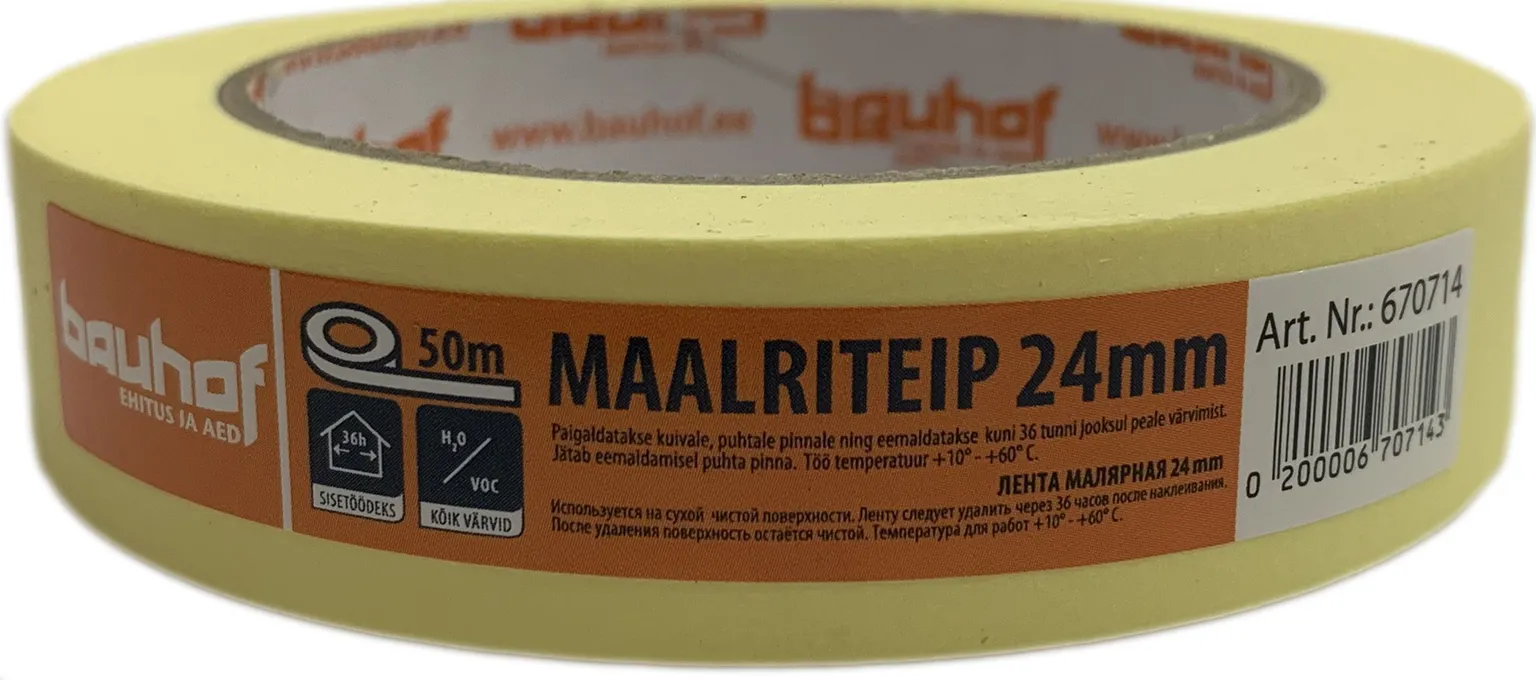 www.bauhof.ee
bauhof
bauhof
EHITUS JA AED
50m
36h
SISETÖÖDEKS
H₂O / VOC
KÕIK VÄRVID
MAALRITEIP 24mm
Paigaldatakse kuivale, puhtale pinnale ning eemaldatakse kuni 36 tunni jooksul peale värvimist.
Jätab eemaldamisel puhta pinna. Töö temperatuur +10° - +60° C.
ЛЕНТА МАЛЯРНАЯ 24 mm
Используется на сухой чистой поверхности. Ленту следует удалить через 36 часов после наклеивания.
После удаления поверхность остаётся чистой. Температура для работ +10° - +60° C.
Art. Nr.: 670714
0 200006 707143